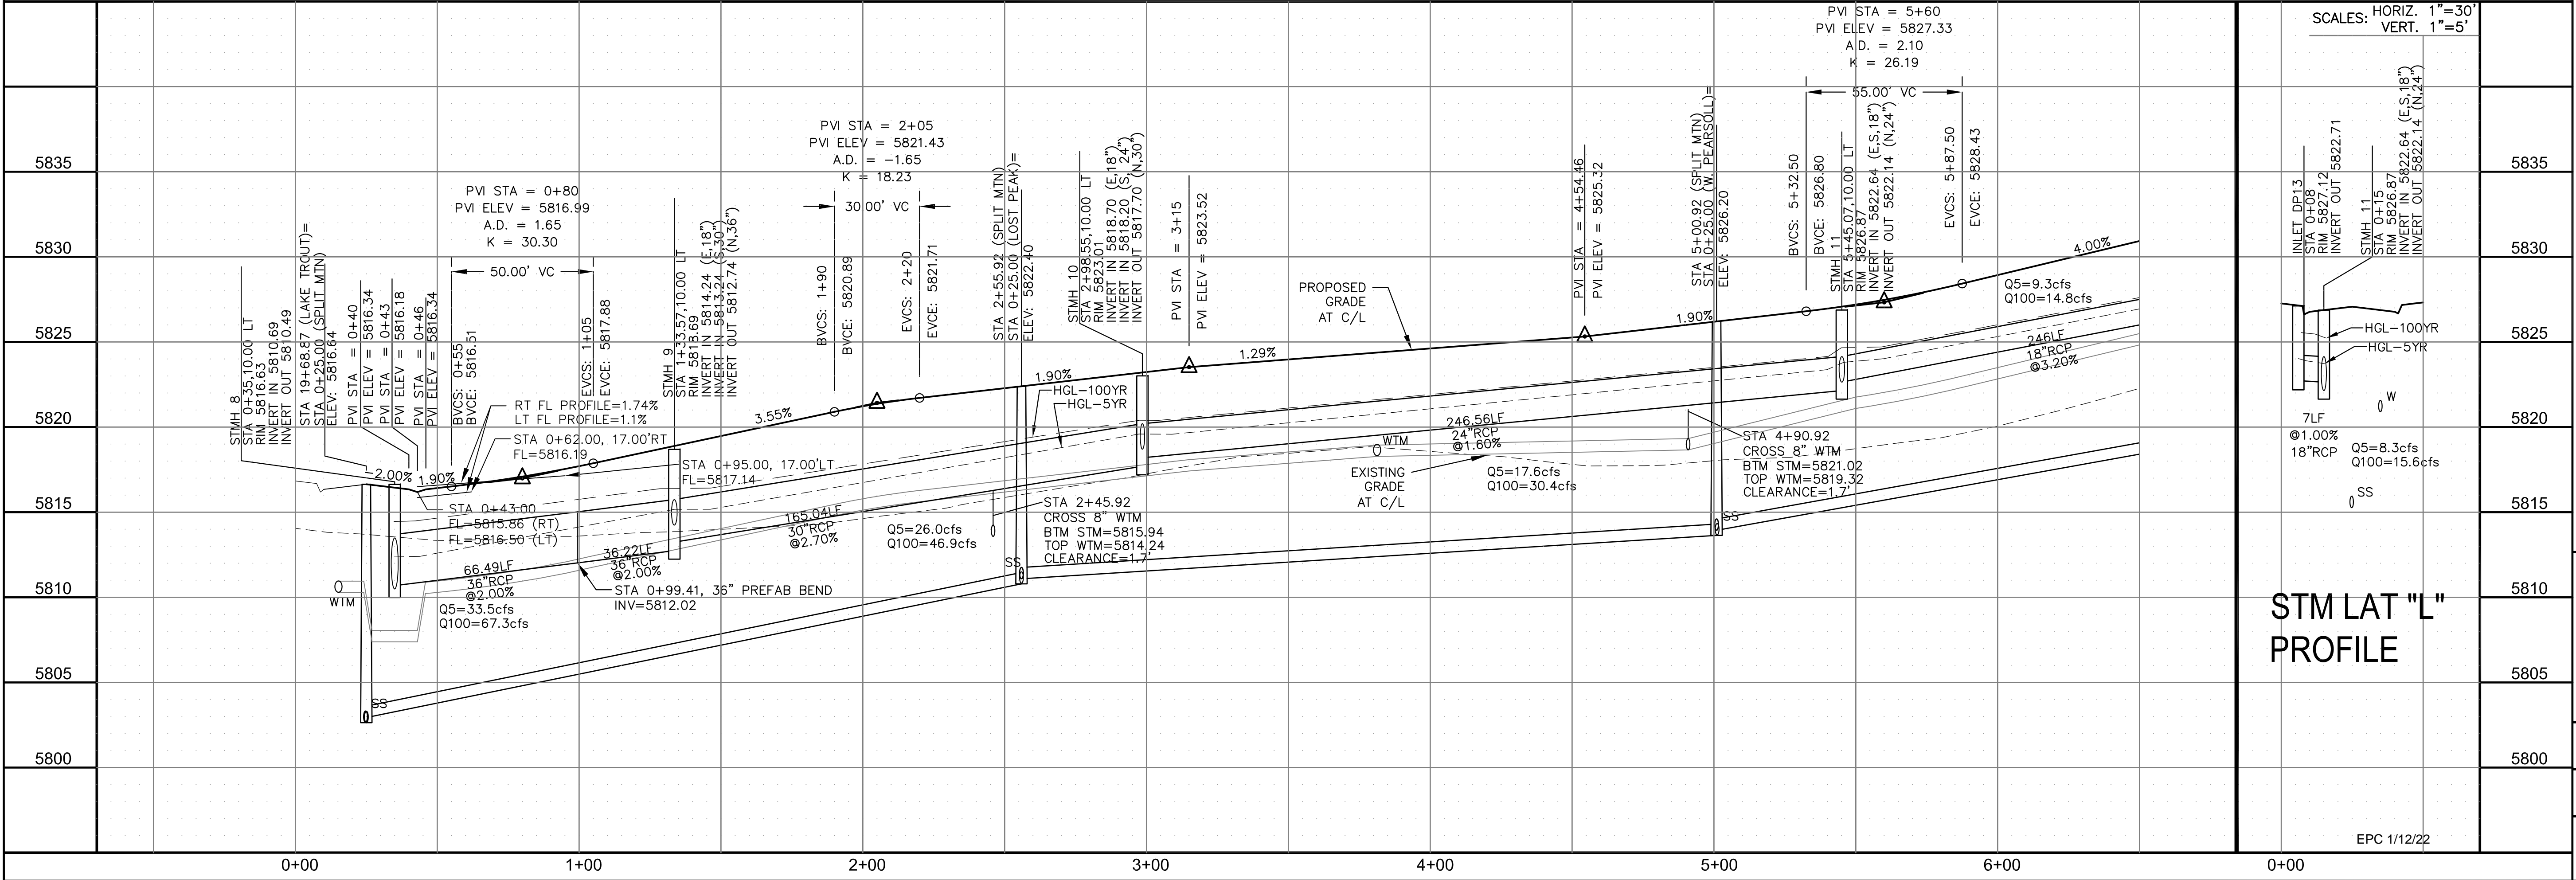 PVI STA = 5+60
PVI ELEV = 5827.33
A.D. = 2.10
K = 26.19
55.00' VC
SCALES: HORIZ. 1"=30'
VERT. 1"=5'
PVI STA = 2+05
PVI ELEV = 5821.43
A.D. = -1.65
K = 18.23
30.00' VC
PVI STA = 0+80
PVI ELEV = 5816.99
A.D. = 1.65
K = 30.30
50.00' VC
5835
5830
5825
5820
5815
5810
5805
5800
STMH 8
STA 0+35,10.00 LT
RIM 5816.63
INVERT IN 5810.69
INVERT OUT 5810.49
STA 19+68.87 (LAKE TROUT)=
STA 0+25.00 (SPLIT MTN)
ELEV: 5816.64
PVI STA = 0+40
PVI ELEV = 5816.34
PVI STA = 0+43
PVI ELEV = 5816.18
PVI STA = 0+46
PVI ELEV = 5816.34
BVCS: 0+55
BVCE: 5816.51
EVCS: 1+05
EVCE: 5817.88
STMH 9
STA 1+33.57,10.00 LT
RIM 5818.69
INVERT IN 5814.24 (E,18")
INVERT IN 5813.24 (S,30")
INVERT OUT 5812.74 (N,36")
BVCS: 1+90
BVCE: 5820.89
EVCS: 2+20
EVCE: 5821.71
STA 2+55.92 (SPLIT MTN)
STA 0+25.00 (LOST PEAK)=
ELEV: 5822.40
STMH 10
STA 2+98.55,10.00 LT
RIM 5823.01
INVERT IN 5818.70 (E,18")
INVERT IN 5818.20 (S, 24")
INVERT OUT 5817.70 (N,30")
PVI STA = 3+15
PVI ELEV = 5823.52
PVI STA = 4+54.46
PVI ELEV = 5825.32
STA 5+00.92 (SPLIT MTN)
STA 0+25.00 (W. PEARSOLL)=
ELEV: 5826.20
BVCS: 5+32.50
BVCE: 5826.80
STMH 11
STA 5+45.07,10.00 LT
RIM 5826.87
INVERT IN 5822.64 (E,S,18")
INVERT OUT 5822.14 (N,24")
EVCS: 5+87.50
EVCE: 5828.43
-2.00%
1.90%
3.55%
1.90%
1.29%
1.90%
4.00%
RT FL PROFILE=1.74%
LT FL PROFILE=1.1%
STA 0+62.00, 17.00'RT
FL=5816.19
STA 0+95.00, 17.00'LT
FL=5817.14
STA 0+43.00
FL=5815.86 (RT)
FL=5816.50 (LT)
66.49LF
36"RCP
@2.00%
Q5=33.5cfs
Q100=67.3cfs
36.22LF
36"RCP
@2.00%
STA 0+99.41, 36" PREFAB BEND
INV=5812.02
165.04LF
30"RCP
@2.70%
Q5=26.0cfs
Q100=46.9cfs
HGL-100YR
HGL-5YR
STA 2+45.92
CROSS 8" WTM
BTM STM=5815.94
TOP WTM=5814.24
CLEARANCE=1.7'
PROPOSED
GRADE
AT C/L
WTM
EXISTING
GRADE
AT C/L
246.56LF
24"RCP
@1.60%
Q5=17.6cfs
Q100=30.4cfs
STA 4+90.92
CROSS 8" WTM
BTM STM=5821.02
TOP WTM=5819.32
CLEARANCE=1.7'
Q5=9.3cfs
Q100=14.8cfs
246LF
18"RCP
@3.20%
WTM
SS
SS
SS
INLET DP13
STA 0+08
RIM 5827.12
INVERT OUT 5822.71
STMH 11
STA 0+15
RIM 5826.87
INVERT IN 5822.64 (E,S,18")
INVERT OUT 5822.14 (N,24")
HGL-100YR
HGL-5YR
W
7LF
@1.00%
18"RCP
Q5=8.3cfs
Q100=15.6cfs
SS
STM LAT "L"
PROFILE
EPC 1/12/22
5835
5830
5825
5820
5815
5810
5805
5800
0+00
1+00
2+00
3+00
4+00
5+00
6+00
0+00